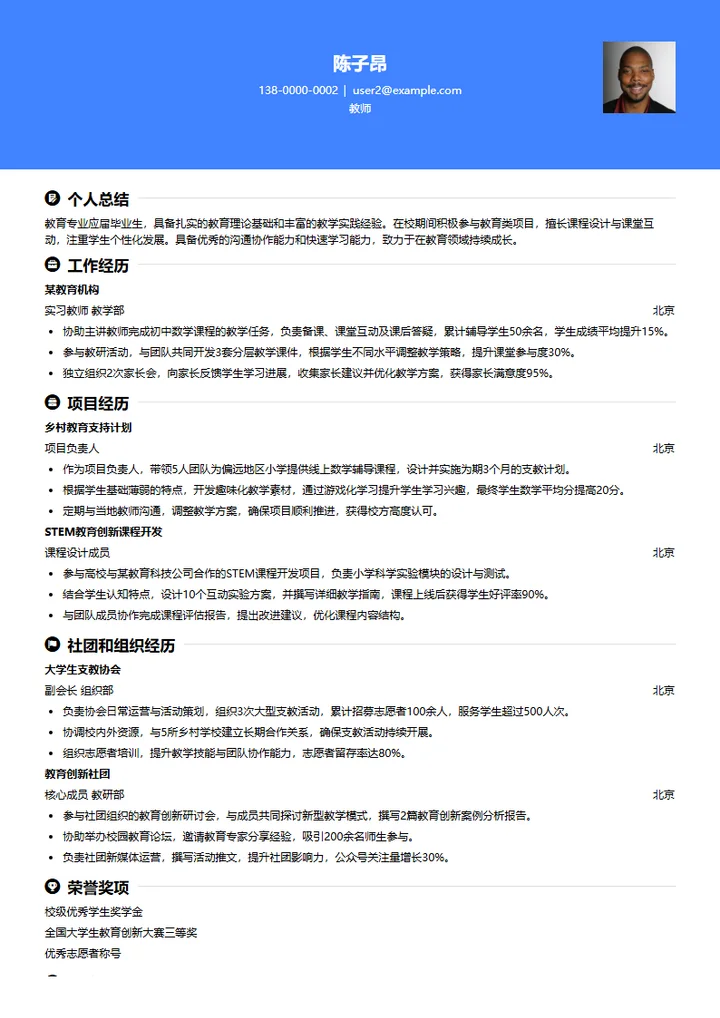 陈子昂
138-0000-0002 | user2@example.com
教师
个人总结
教育专业应届毕业生，具备扎实的教育理论基础和丰富的教学实践经验。在校期间积极参与教育类项目，擅长课程设计与课堂互
动，注重学生个性化发展。具备优秀的沟通协作能力和快速学习能力，致力于在教育领域持续成长。
工作经历
某教育机构
实习教师 教学部 北京
• 协助主讲教师完成初中数学课程的教学任务，负责备课、课堂互动及课后答疑，累计辅导学生50余名，学生成绩平均提升15%。
• 参与教研活动，与团队共同开发3套分层教学课件，根据学生不同水平调整教学策略，提升课堂参与度30%。
• 独立组织2次家长会，向家长反馈学生学习进展，收集家长建议并优化教学方案，获得家长满意度95%。
项目经历
乡村教育支持计划
项目负责人 北京
• 作为项目负责人，带领5人团队为偏远地区小学提供线上数学辅导课程，设计并实施为期3个月的支教计划。
• 根据学生基础薄弱的特点，开发趣味化教学素材，通过游戏化学习提升学生学习兴趣，最终学生数学平均分提高20分。
• 定期与当地教师沟通，调整教学方案，确保项目顺利推进，获得校方高度认可。
STEM教育创新课程开发
课程设计成员 北京
• 参与高校与某教育科技公司合作的STEM课程开发项目，负责小学科学实验模块的设计与测试。
• 结合学生认知特点，设计10个互动实验方案，并撰写详细教学指南，课程上线后获得学生好评率90%。
• 与团队成员协作完成课程评估报告，提出改进建议，优化课程内容结构。
社团和组织经历
大学生支教协会
副会长 组织部 北京
• 负责协会日常运营与活动策划，组织3次大型支教活动，累计招募志愿者100余人，服务学生超过500人次。
• 协调校内外资源，与5所乡村学校建立长期合作关系，确保支教活动持续开展。
• 组织志愿者培训，提升教学技能与团队协作能力，志愿者留存率达80%。
教育创新社团
核心成员 教研部 北京
• 参与社团组织的教育创新研讨会，与成员共同探讨新型教学模式，撰写2篇教育创新案例分析报告。
• 协助举办校园教育论坛，邀请教育专家分享经验，吸引200余名师生参与。
• 负责社团新媒体运营，撰写活动推文，提升社团影响力，公众号关注量增长30%。
荣誉奖项
校级优秀学生奖学金
全国大学生教育创新大赛三等奖
优秀志愿者称号